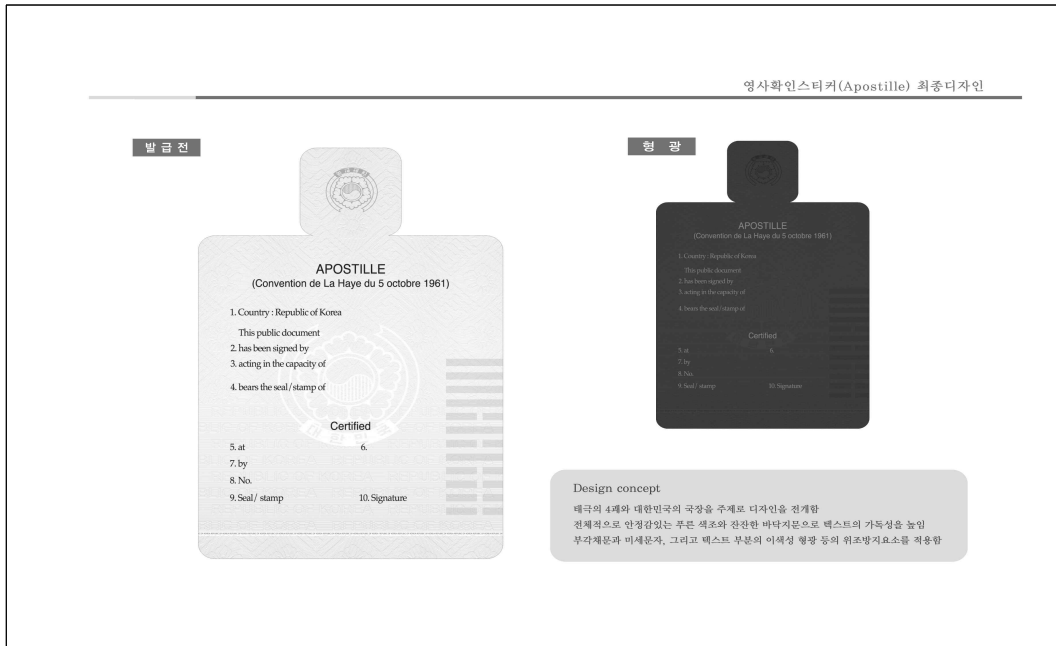 영사확인스티커(Apostille) 최종디자인
발급전
APOSTILLE
(Convention de La Haye du 5 octobre 1961)
1. Country : Republic of Korea
This public document
2. has been signed by
3. acting in the capacity of
4. bears the seal/stamp of
대한민국
Certified
5. at 6.
7. by
8. No.
9. Seal/ stamp 10. Signature
형 광
APOSTILLE
(Convention de La Haye du 5 octobre 1961)
1. Country : Republic of Korea
This public document
2. has been signed by
3. acting in the capacity of
4. bears the seal/stamp of
Certified
5. at 6.
7. by
8. No.
9. Seal/ stamp 10. Signature
Design concept
태극의 4괘와 대한민국의 국장을 주제로 디자인을 전개함
전체적으로 안정감있는 푸른 색조와 잔잔한 바닥지문으로 텍스트의 가독성을 높임
부각채문과 미세문자, 그리고 텍스트 부분의 이색성 형광 등의 위조방지요소를 적용함